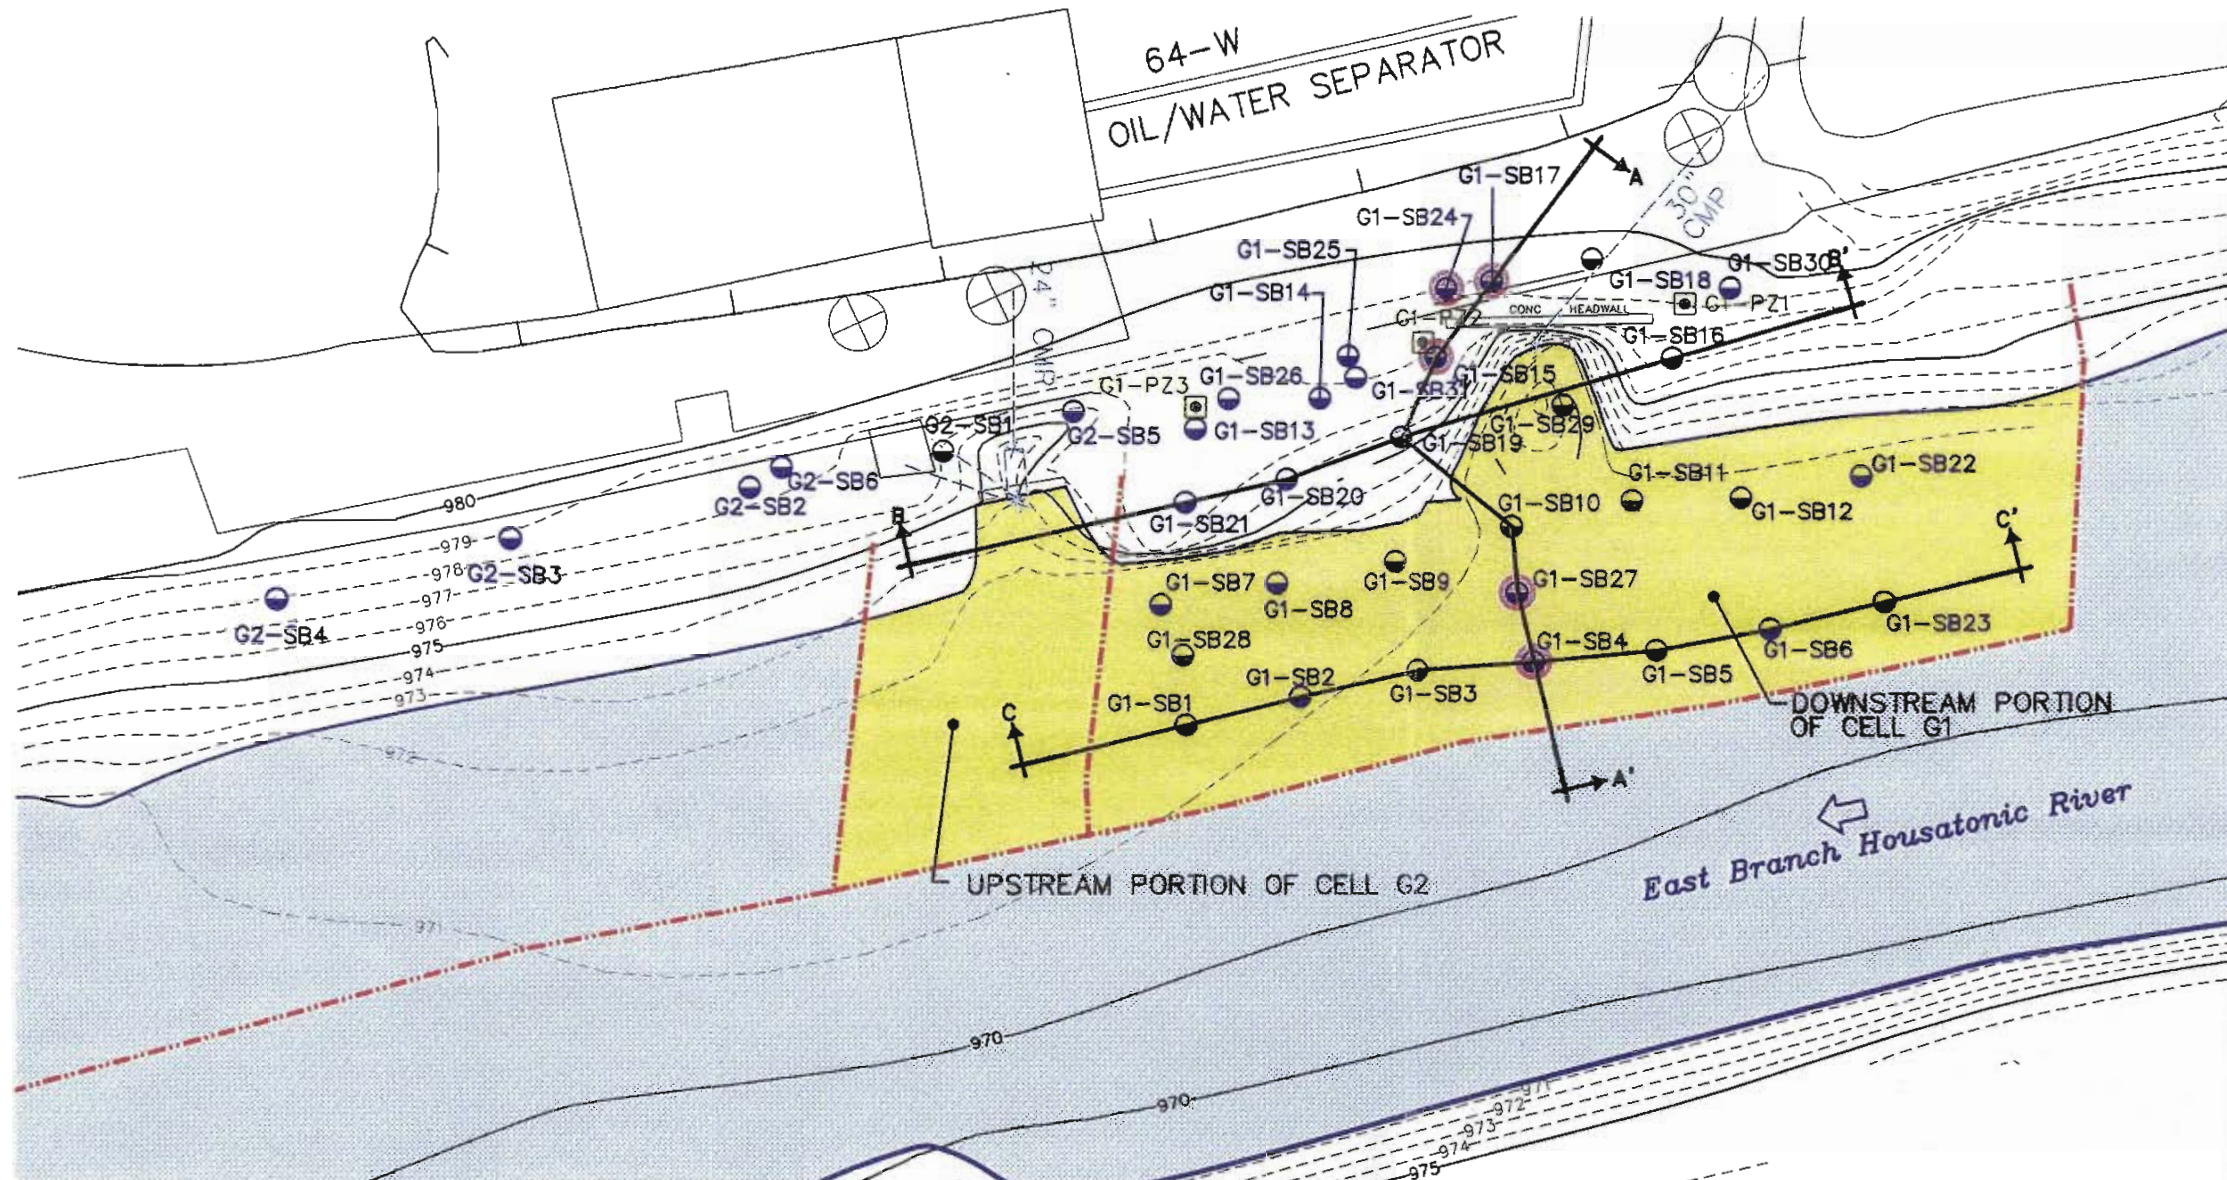 64-W
OIL/WATER SEPARATOR
G1-SB17
A
30"
CMP
G1-SB24
G1-SB25
G1-SB14
24" CMP
G1-SB30
B'
G1-SB18
G1-PZ1
G1-PZ2
CONC HEADWALL
G1-SB16
G1-SB15
G1-SB31
G1-PZ3
G1-SB26
G1-SB13
G2-SB5
G2-SB1
G1-SB29
G1-SB19
G2-SB6
G2-SB2
G1-SB20
G1-SB21
G1-SB11
G1-SB22
G1-SB10
G1-SB12
980
B
C'
979
978
G2-SB3
977
976
975
974
973
G2-SB4
G1-SB7
G1-SB8
G1-SB9
G1-SB27
G1-SB28
G1-SB4
G1-SB23
G1-SB6
G1-SB5
G1-SB3
G1-SB2
G1-SB1
C
DOWNSTREAM PORTION
OF CELL G1
972
A'
East Branch Housatonic River
UPSTREAM PORTION OF CELL G2
971
970
970
971
972
973
974
975